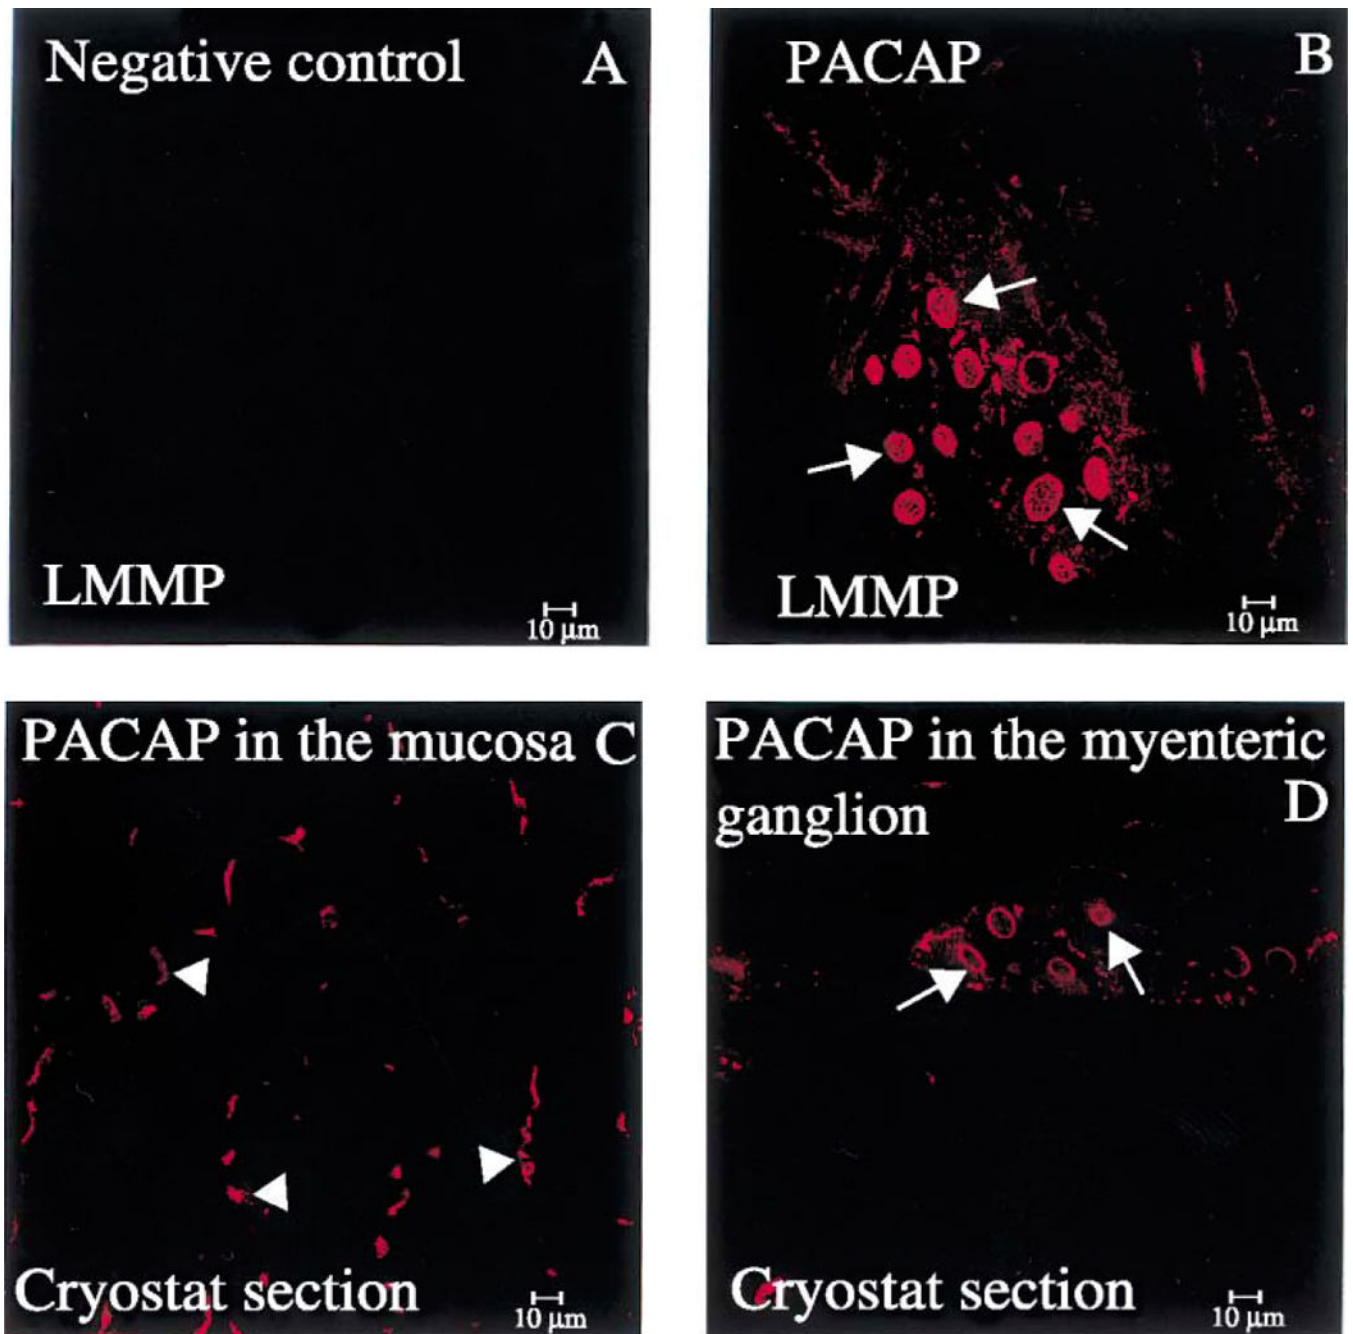 Negative control A
LMMP
10 µm
PACAP B
LMMP
10 µm
PACAP in the mucosa C
Cryostat section
10 µm
PACAP in the myenteric
ganglion D
Cryostat section
10 µm